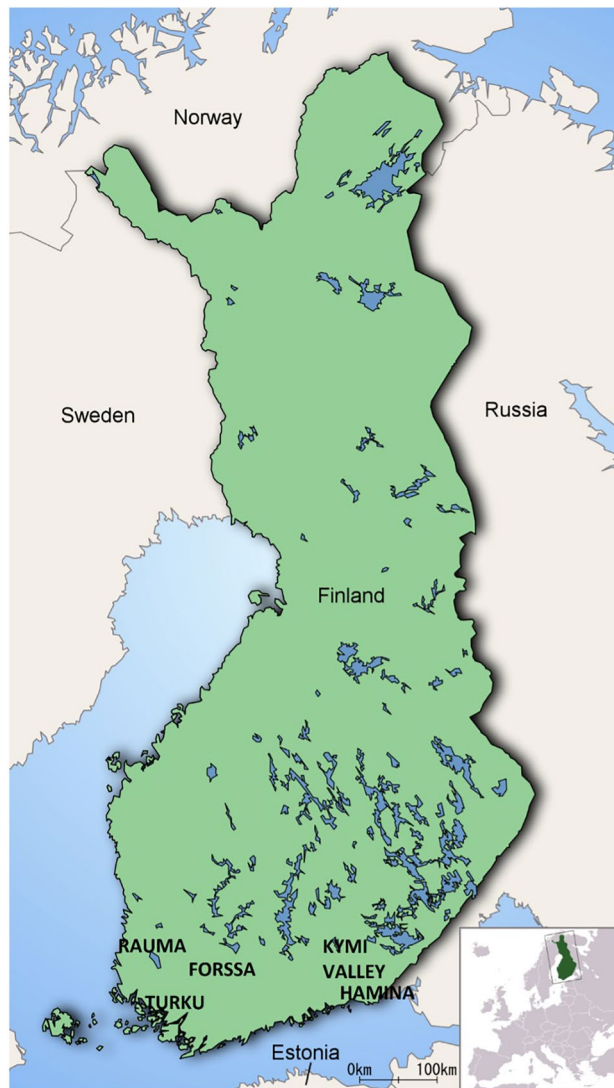 Norway
Sweden
Russia
Finland
RAUMA
KYMI
FORSSA
VALLEY
HAMINA
TURKU
Estonia
0km 100km